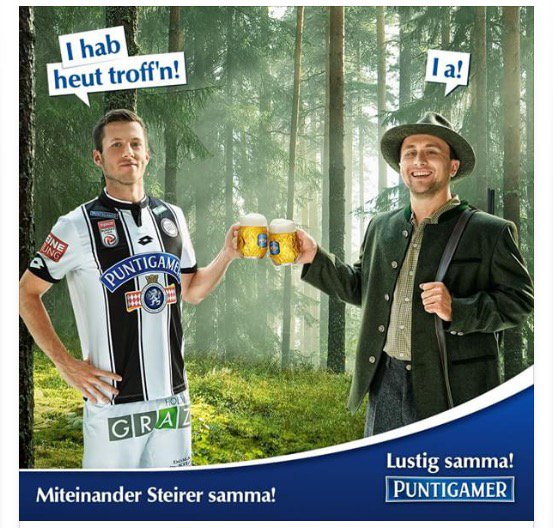 I hab
heut troff'n!
I a!
PUNTIGAMER
GRAZ
Miteinander Steirer samma!
Lustig samma!
PUNTIGAMER